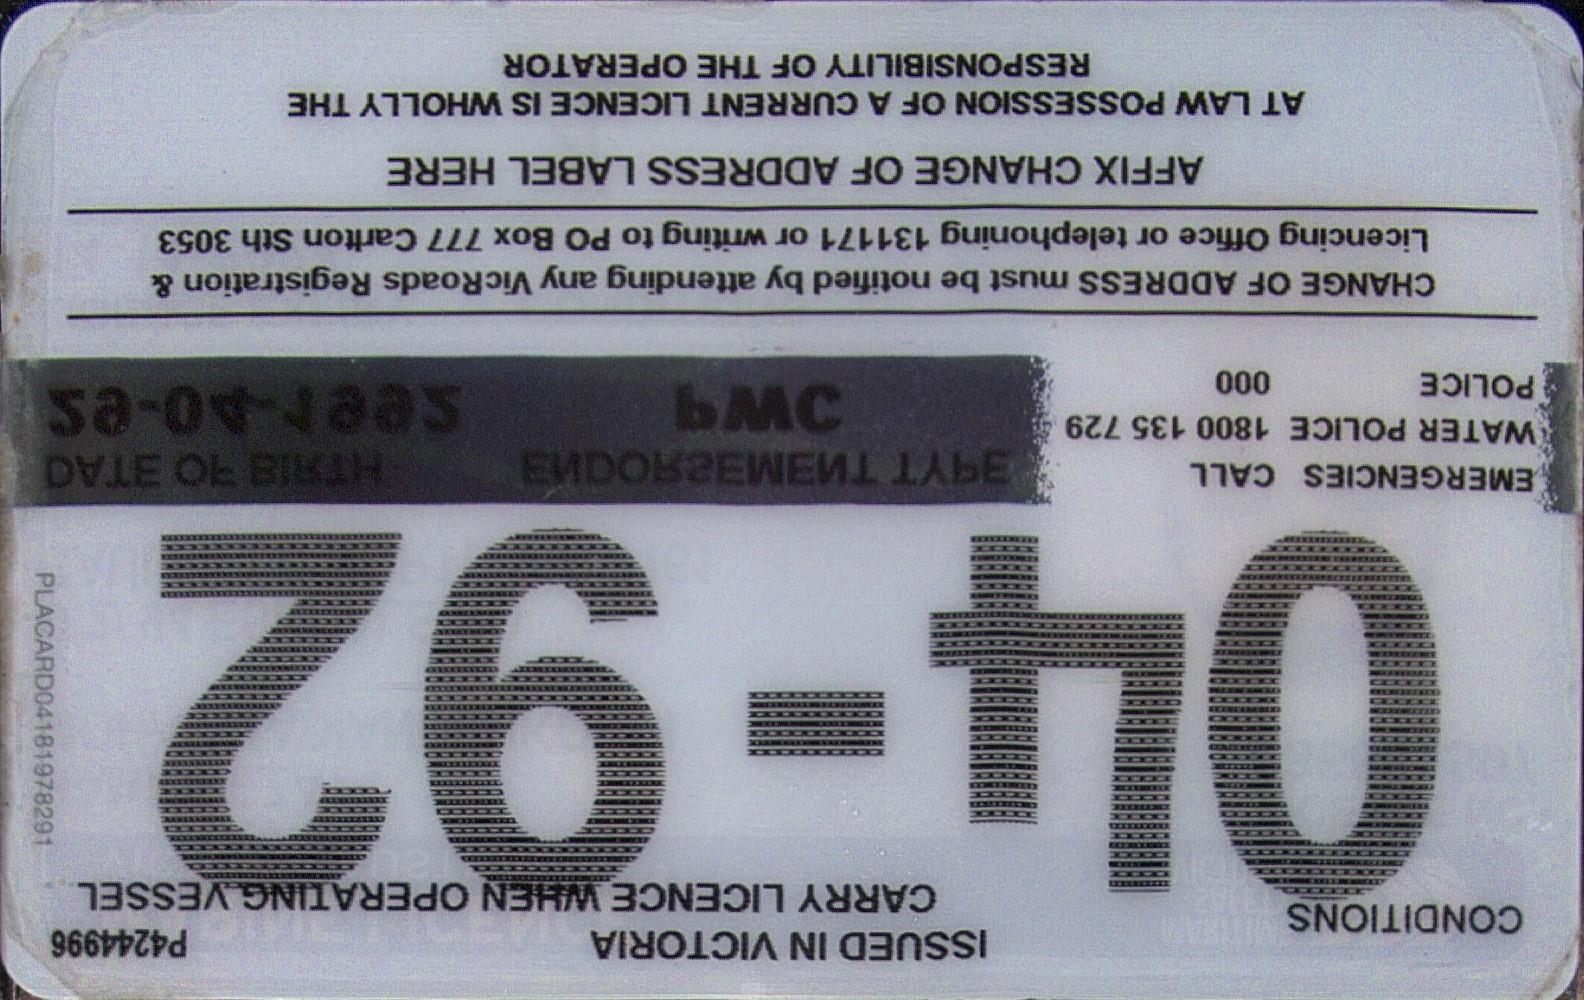 P4244996
ISSUED IN VICTORIA
CONDITIONS
CARRY LICENCE WHEN OPERATING VESSEL
04-92
EMERGENCIES CALL
WATER POLICE 1800 135 729
POLICE 000
DATE OF BIRTH ENDORSEMENT TYPE
29-04-1992 PWC
CHANGE OF ADDRESS must be notified by attending any VicRoads Registration &
Licencing Office or telephoning 131171 or writing to PO Box 777 Carlton Sth 3053
AFFIX CHANGE OF ADDRESS LABEL HERE
AT LAW POSSESSION OF A CURRENT LICENCE IS WHOLLY THE
RESPONSIBILITY OF THE OPERATOR
PLACARD04181978291